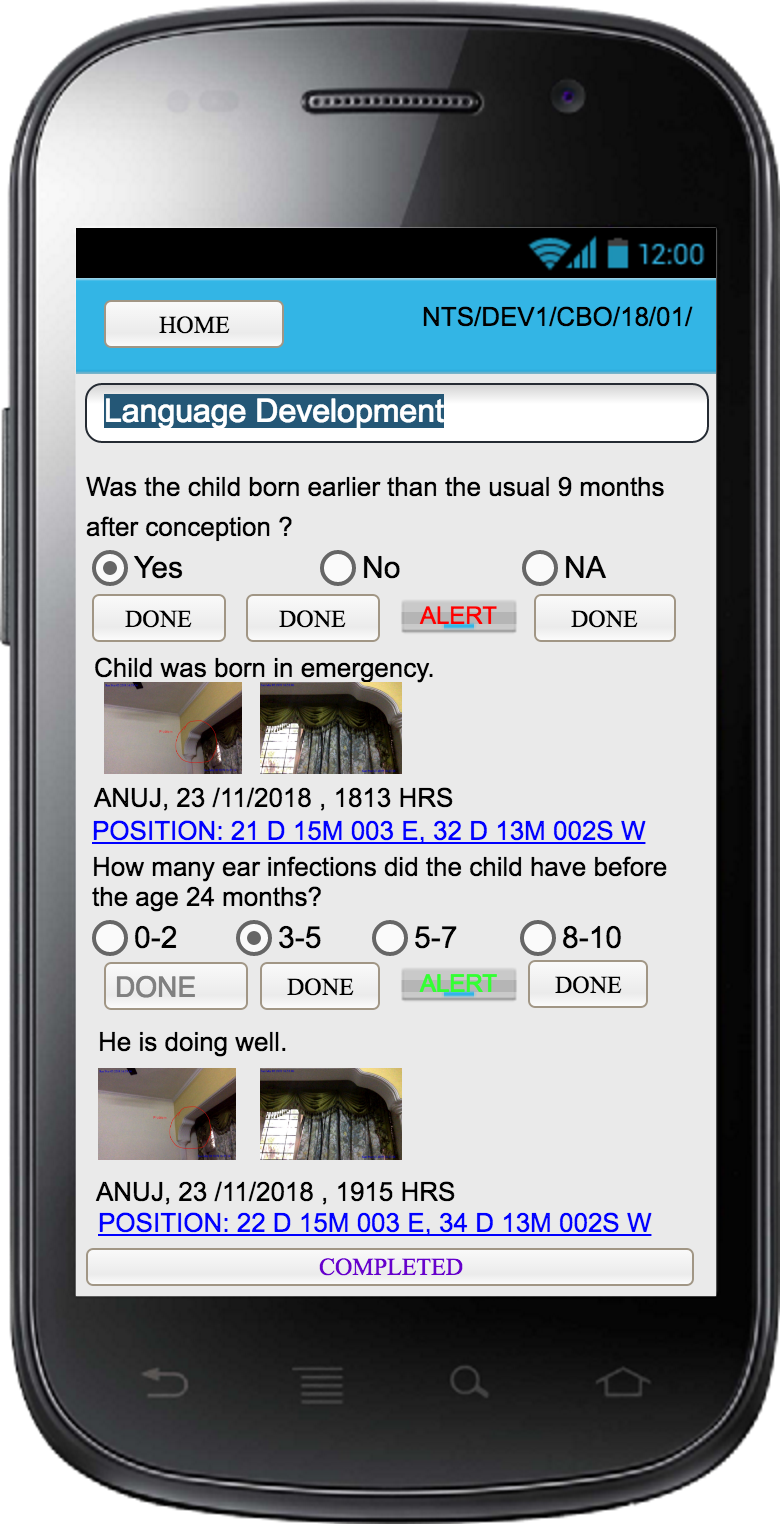 12:00
HOME NTS/DEV1/CBO/18/01/
Language Development
Was the child born earlier than the usual 9 months
after conception ?
Yes No NA
DONE DONE ALERT DONE
Child was born in emergency.
ANUJ, 23 /11/2018 , 1813 HRS
POSITION: 21 D 15M 003 E, 32 D 13M 002S W
How many ear infections did the child have before
the age 24 months?
0-2 3-5 5-7 8-10
DONE DONE ALERT DONE
He is doing well.
ANUJ, 23 /11/2018 , 1915 HRS
POSITION: 22 D 15M 003 E, 34 D 13M 002S W
COMPLETED